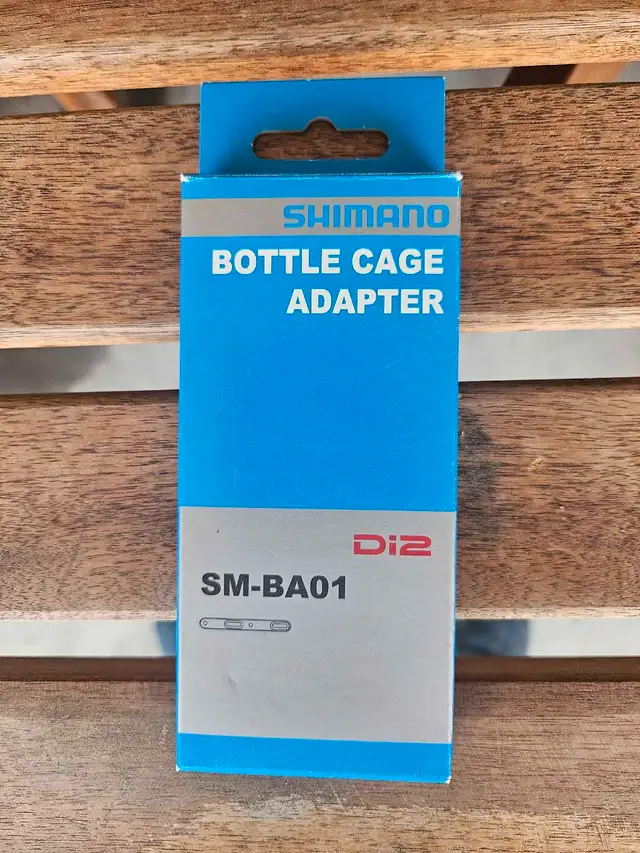 SHIMANO
BOTTLE CAGE
ADAPTER
Di2
SM-BA01